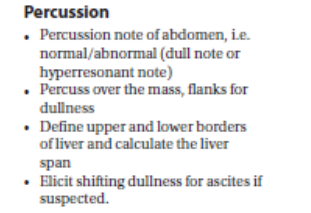 Percussion
• Percussion note of abdomen, i.e.
normal/abnormal (dull note or
hyperresonant note)
• Percuss over the mass, flanks for
dullness
• Define upper and lower borders
of liver and calculate the liver
span
• Elicit shifting dullness for ascites if
suspected.